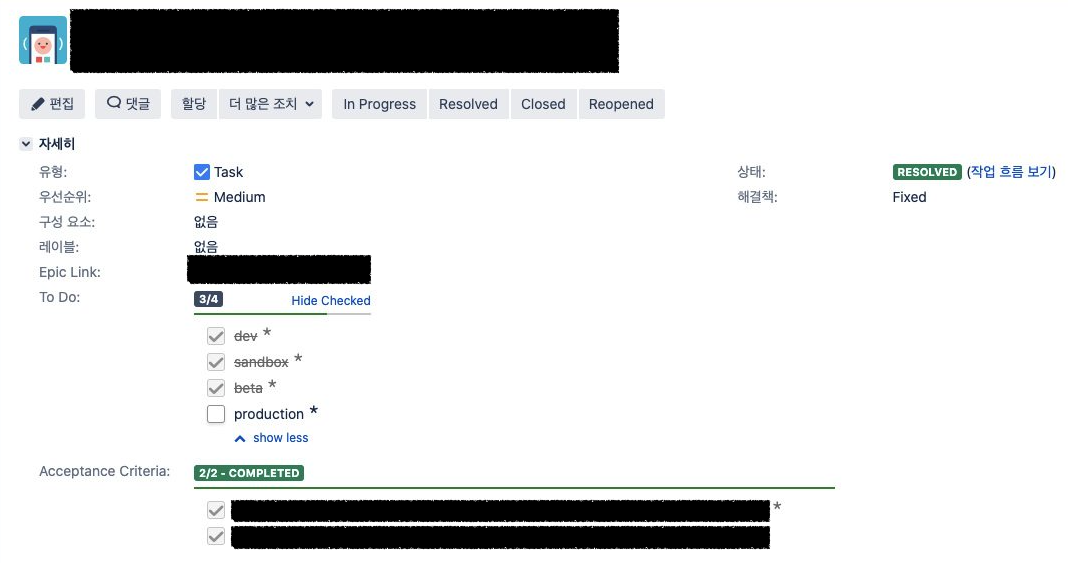 편집 댓글 할당 더 많은 조치 In Progress Resolved Closed Reopened
자세히
유형: Task 상태: RESOLVED (작업 흐름 보기)
우선순위: Medium 해결책: Fixed
구성 요소: 없음
레이블: 없음
Epic Link:
To Do: 3/4 Hide Checked
dev *
sandbox *
beta *
production *
show less
Acceptance Criteria: 2/2 - COMPLETED
*